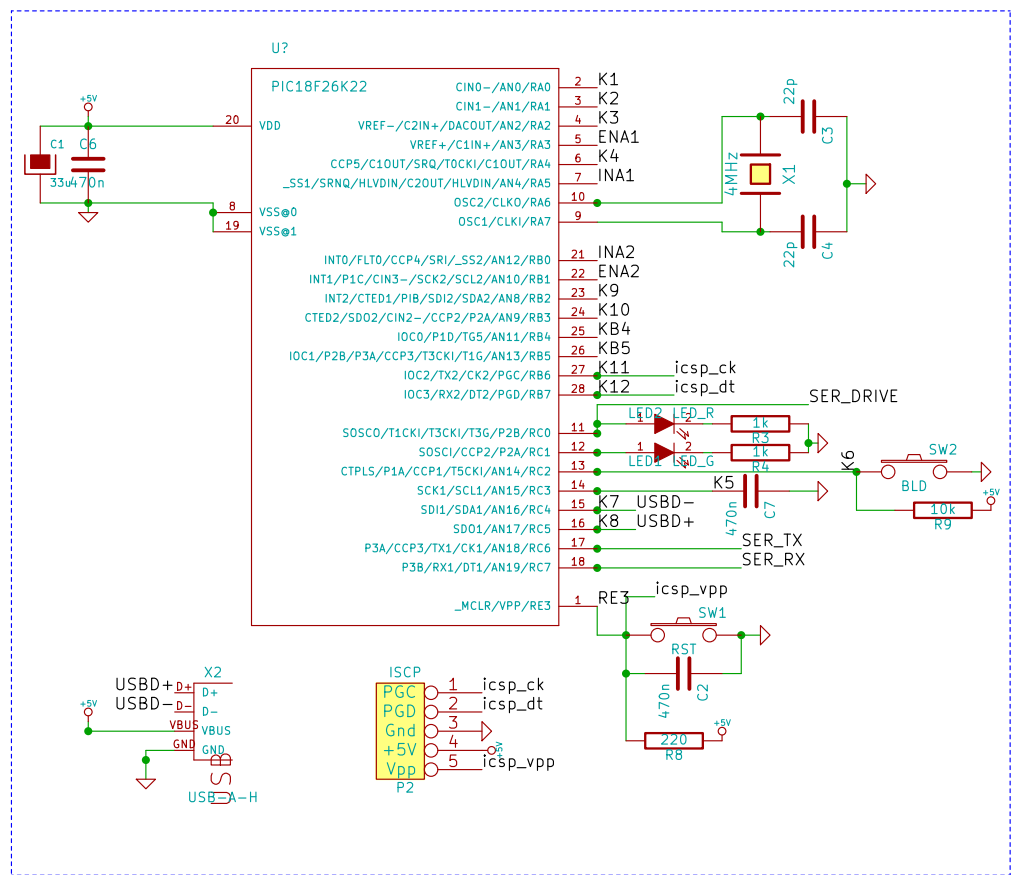 U?
PIC18F26K22
+5V
C1
C6
33u
470n
20 VDD
8 VSS@0
19 VSS@1
CIN0-/AN0/RA0 2 K1
CIN1-/AN1/RA1 3 K2
VREF-/C2IN+/DACOUT/AN2/RA2 4 K3
VREF+/C1IN+/AN3/RA3 5 ENA1
CCP5/C1OUT/SRQ/T0CKI/C1OUT/RA4 6 K4
_SS1/SRNQ/HLVDIN/C2OUT/HLVDIN/AN4/RA5 7 INA1
OSC2/CLKO/RA6 10
OSC1/CLKI/RA7 9
22p
C3
4MHz
X1
22p
C4
INT0/FLT0/CCP4/SRI/_SS2/AN12/RB0 21 INA2
INT1/P1C/CIN3-/SCK2/SCL2/AN10/RB1 22 ENA2
INT2/CTED1/PIB/SDI2/SDA2/AN8/RB2 23 K9
CTED2/SDO2/CIN2-/CCP2/P2A/AN9/RB3 24 K10
IOC0/P1D/TG5/AN11/RB4 25 KB4
IOC1/P2B/P3A/CCP3/T3CKI/T1G/AN13/RB5 26 KB5
IOC2/TX2/CK2/PGC/RB6 27 K11 icsp_ck
IOC3/RX2/DT2/PGD/RB7 28 K12 icsp_dt
SER_DRIVE
LED2 LED_R
1 2
1k
R3
SOSCO/T1CKI/T3CKI/T3G/P2B/RC0 11
SOSCI/CCP2/P2A/RC1 12
1 2
1k
LED1 LED_G
R4
CTPLS/P1A/CCP1/T5CKI/AN14/RC2 13
K6
SW2
BLD
+5V
10k
R9
SCK1/SCL1/AN15/RC3 14 K5
470n
C7
SDI1/SDA1/AN16/RC4 15 K7 USBD-
SDO1/AN17/RC5 16 K8 USBD+
P3A/CCP3/TX1/CK1/AN18/RC6 17 SER_TX
P3B/RX1/DT1/AN19/RC7 18 SER_RX
_MCLR/VPP/RE3 1 RE3
icsp_vpp
SW1
RST
470n
C2
+5V
220
R8
X2
USBD+ D+ D+
USBD- D- D-
+5V
VBUS VBUS
GND GND
USB
USB-A-H
ISCP
PGC 1 icsp_ck
PGD 2 icsp_dt
Gnd 3
+5V 4 +5V
Vpp 5 icsp_vpp
P2